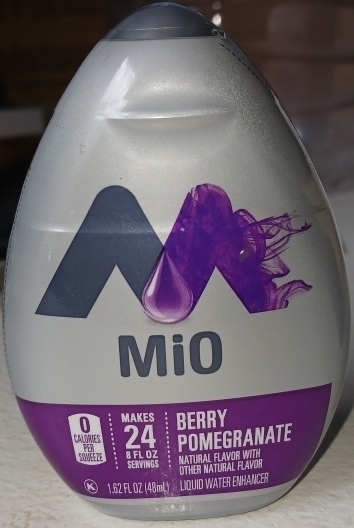 MiO
0
CALORIES
PER
SQUEEZE
MAKES
24
8 FL OZ
SERVINGS
BERRY
POMEGRANATE
NATURAL FLAVOR WITH
OTHER NATURAL FLAVOR
K
1.62 FL OZ (48mL)
LIQUID WATER ENHANCER